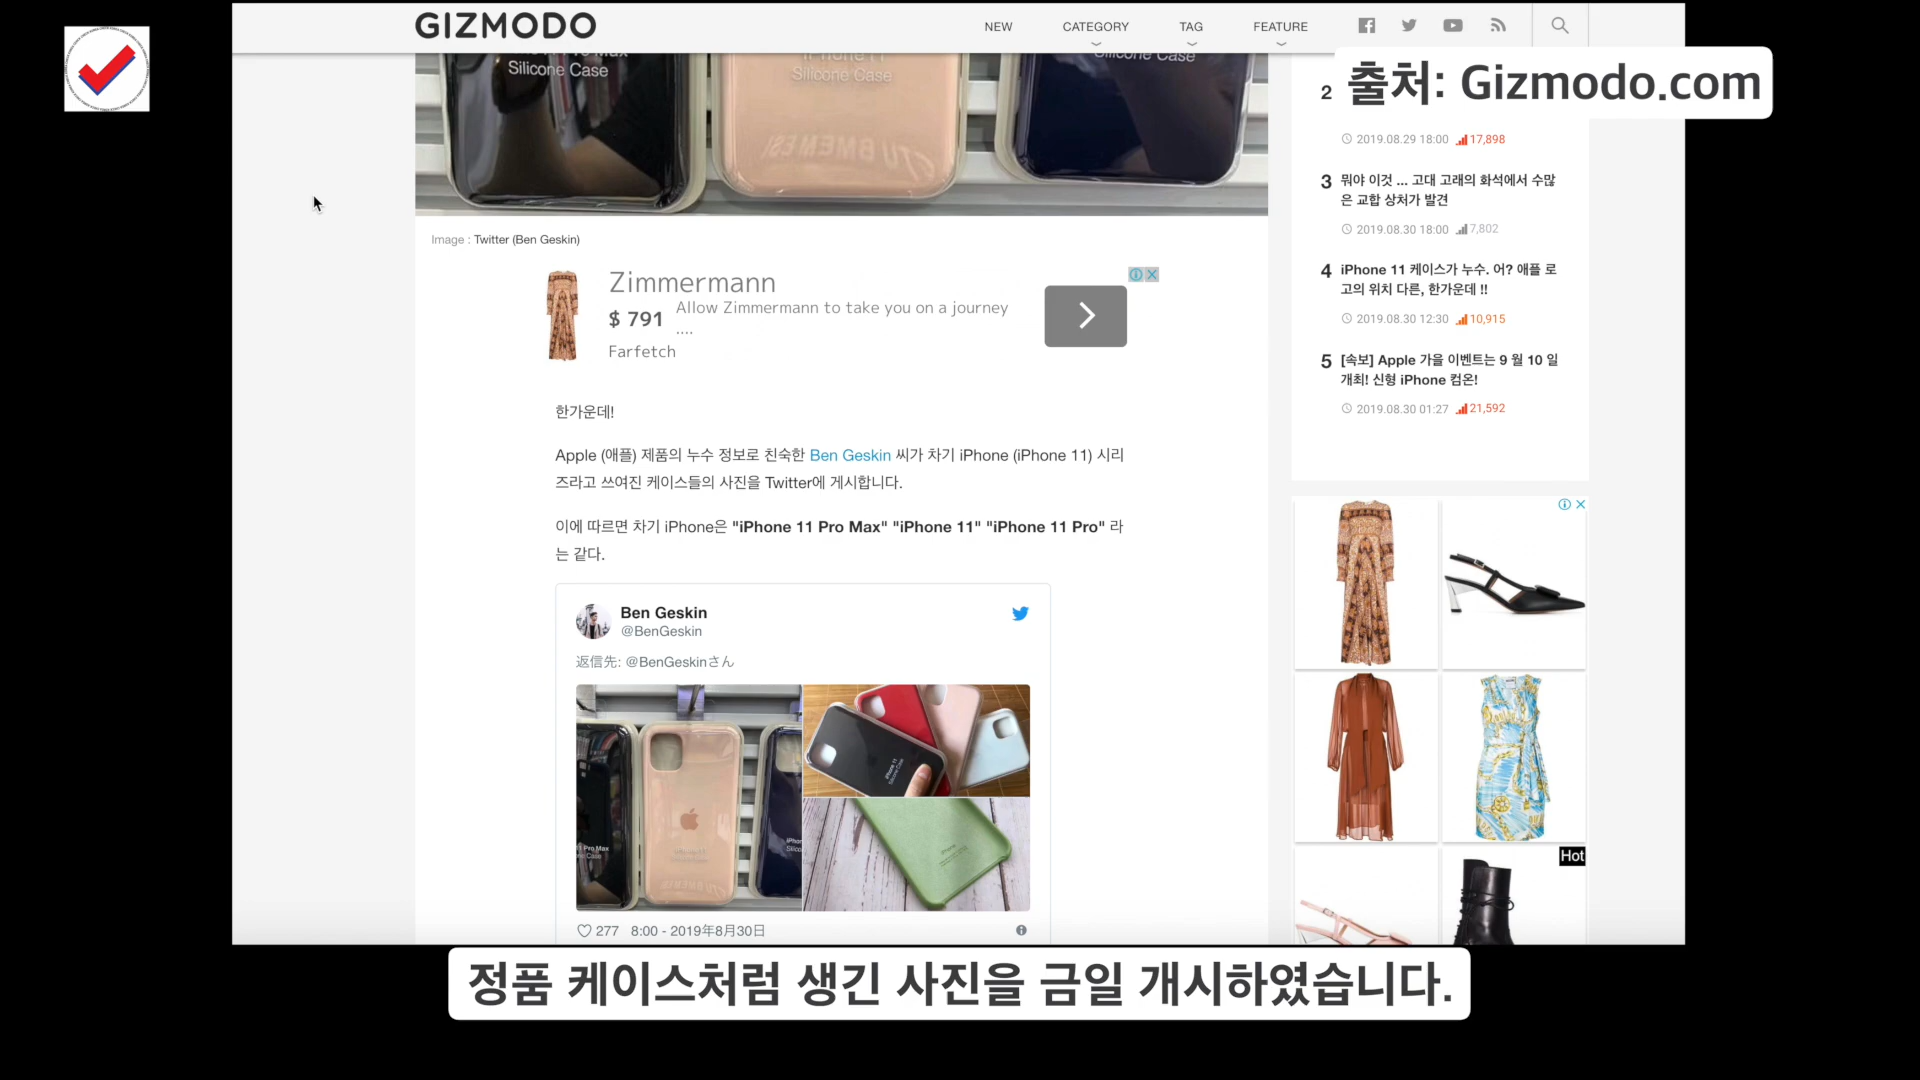 GIZMODO
NEW CATEGORY TAG FEATURE
출처: Gizmodo.com
Silicone Case
iPhone 11
Silicone Case
Silicone Case
Image : Twitter (Ben Geskin)
Zimmermann
$ 791 Allow Zimmermann to take you on a journey
....
Farfetch
한가운데!
Apple (애플) 제품의 누수 정보로 친숙한 Ben Geskin 씨가 차기 iPhone (iPhone 11) 시리
즈라고 쓰여진 케이스들의 사진을 Twitter에 게시합니다.
이에 따르면 차기 iPhone은 "iPhone 11 Pro Max" "iPhone 11" "iPhone 11 Pro" 라
는 같다.
Ben Geskin
@BenGeskin
返信先: @BenGeskinさん
11 Pro Max
iPhone 11
Silicone Case
iPhone
277 8:00 - 2019年8月30日
2
2019.08.29 18:00 17,898
3 뭐야 이것 ... 고대 고래의 화석에서 수많
은 교합 상처가 발견
2019.08.30 18:00 7,802
4 iPhone 11 케이스가 누수. 어? 애플 로
고의 위치 다른, 한가운데 !!
2019.08.30 12:30 10,915
5 [속보] Apple 가을 이벤트는 9 월 10 일
개최! 신형 iPhone 컴온!
2019.08.30 01:27 21,592
Hot
정품 케이스처럼 생긴 사진을 금일 개시하였습니다.